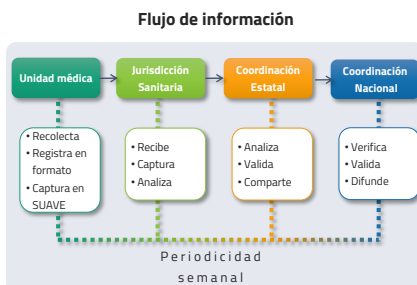 Flujo de información
Unidad médica
Jurisdicción
Sanitaria
Coordinación
Estatal
Coordinación
Nacional
• Recolecta
• Registra en
formato
• Captura en
SUAVE
• Recibe
• Captura
• Analiza
• Analiza
• Valida
• Comparte
• Verifica
• Valida
• Difunde
Periodicidad
semanal